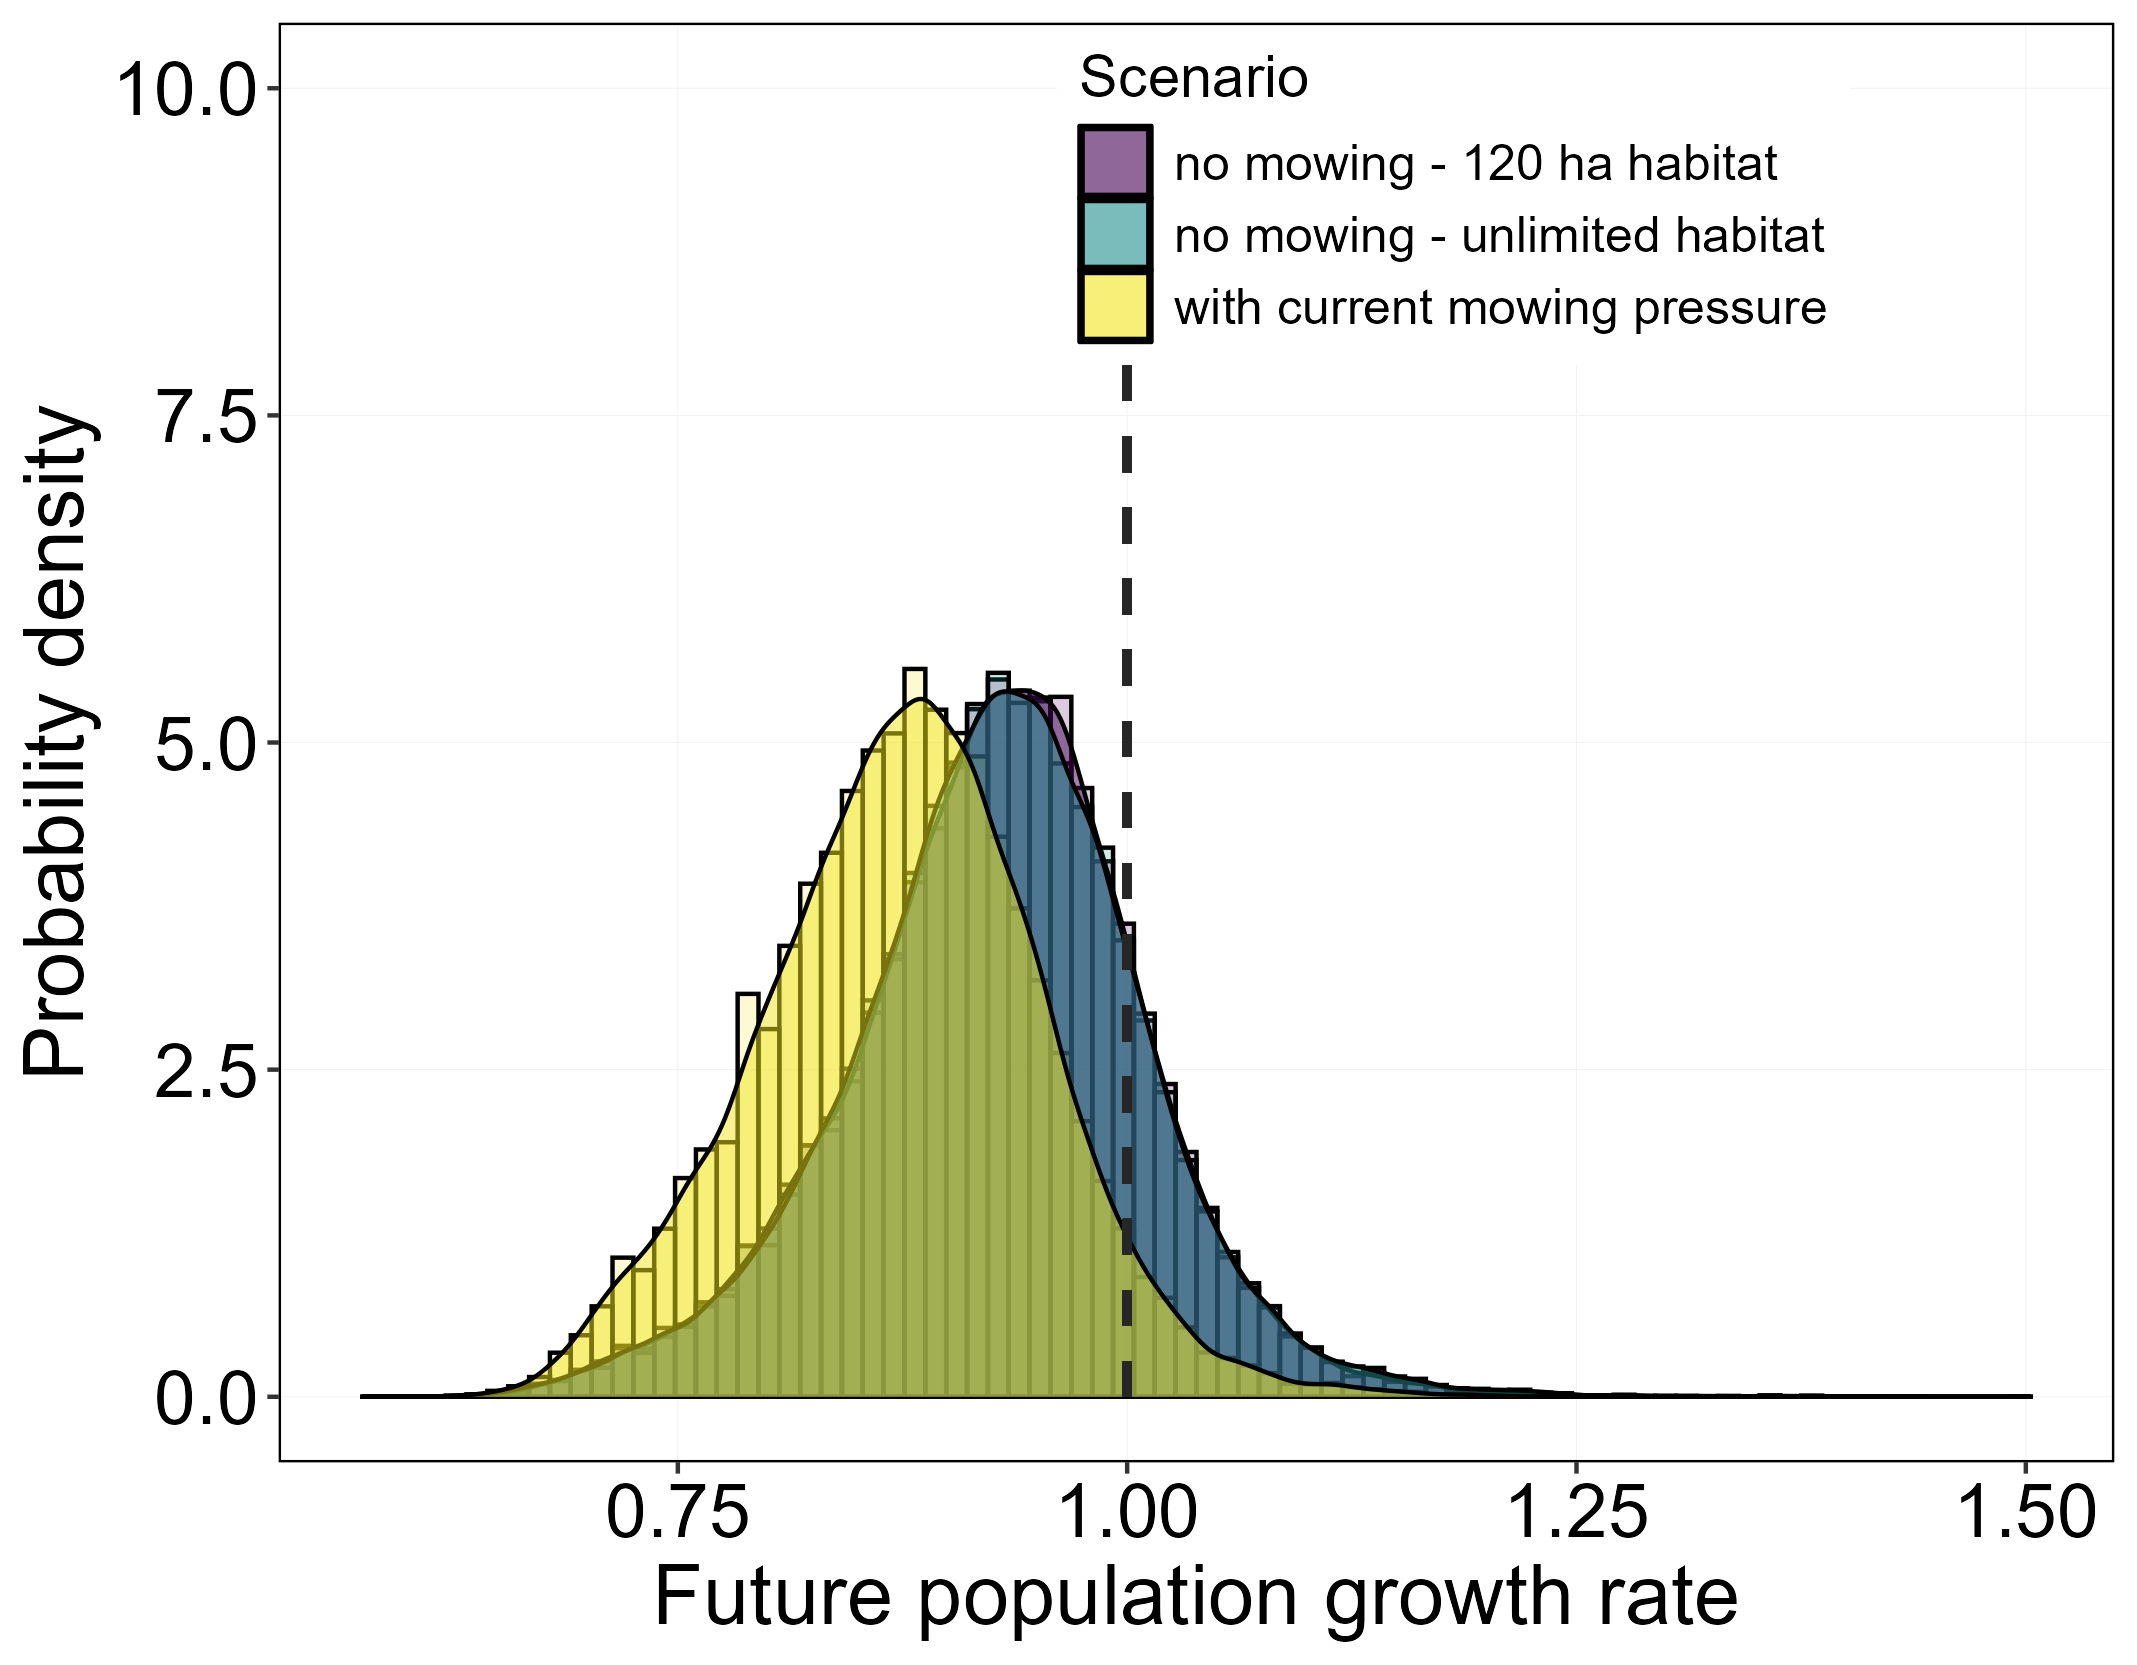 Scenario
no mowing - 120 ha habitat
no mowing - unlimited habitat
with current mowing pressure
Probability density
10.0
7.5
5.0
2.5
0.0
0.75 1.00 1.25 1.50
Future population growth rate